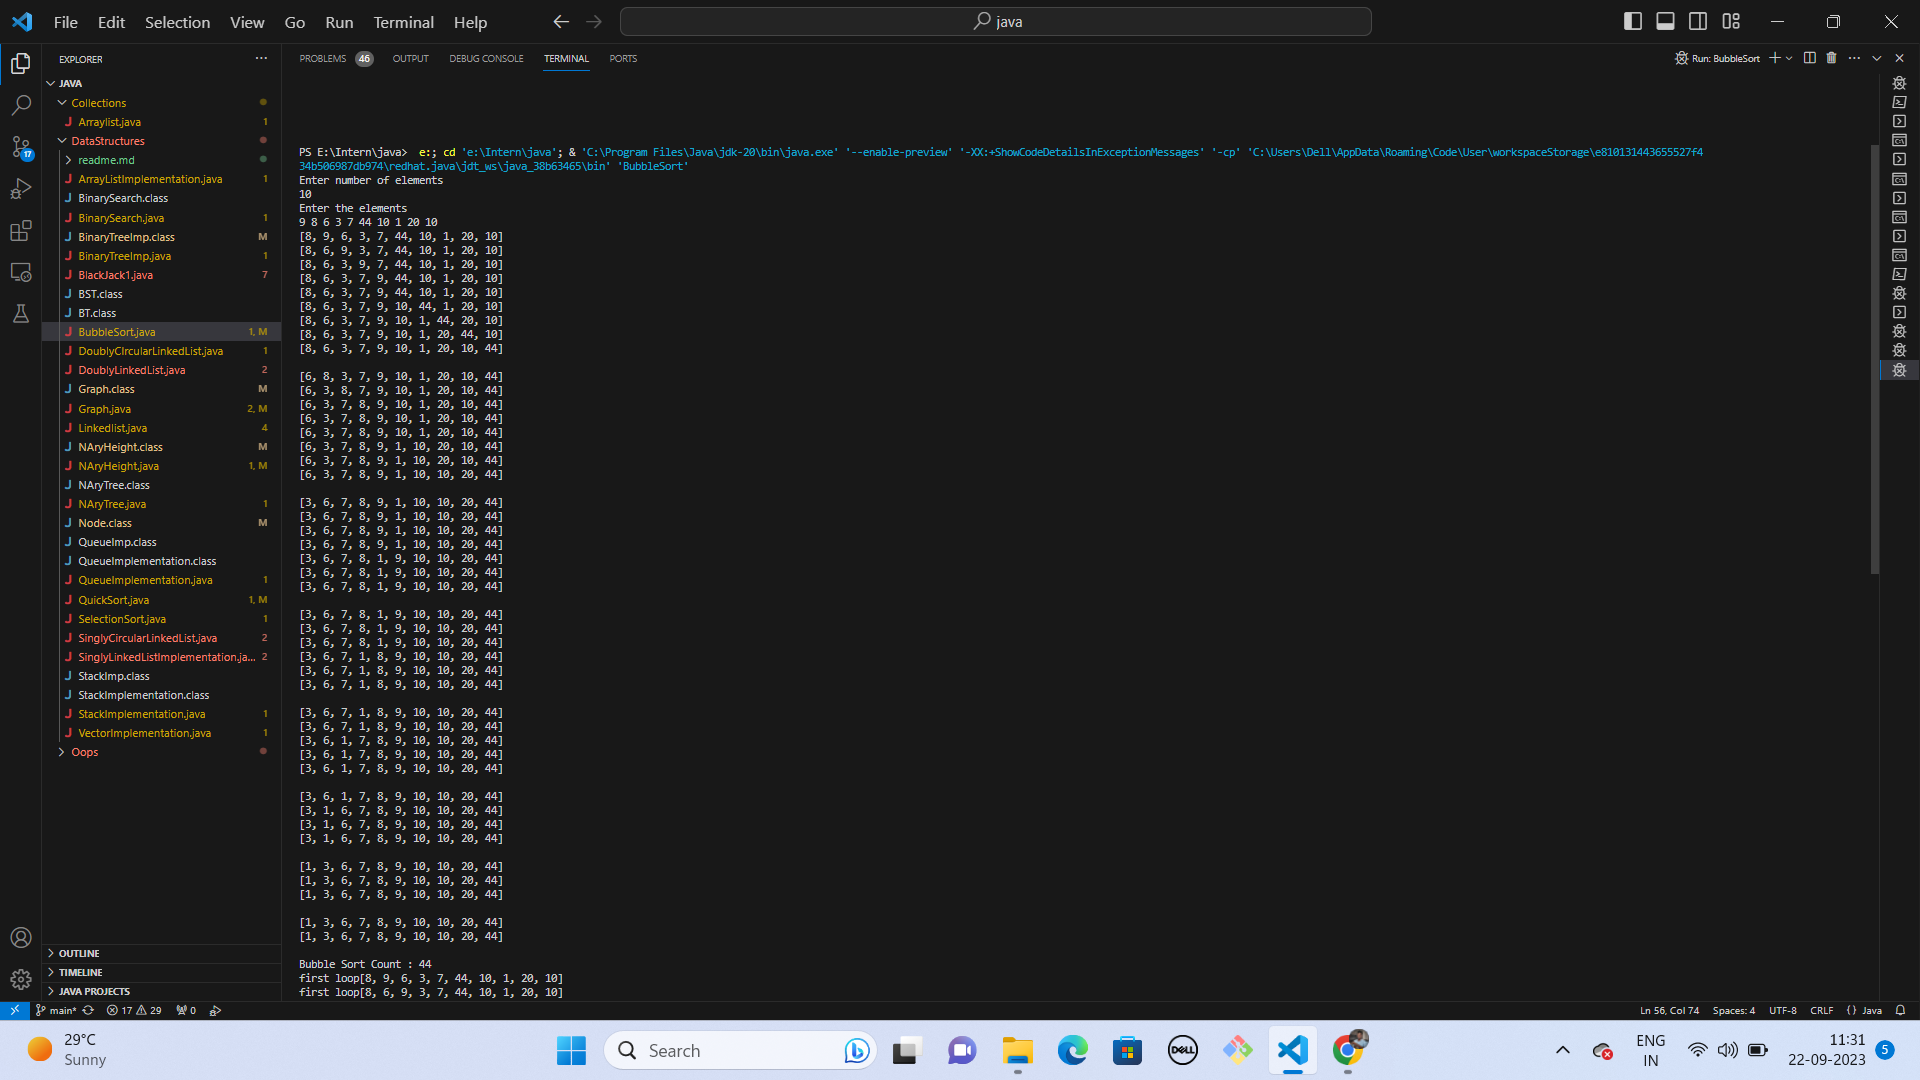 File Edit Selection View Go Run Terminal Help
java
EXPLORER
JAVA
Collections
Arraylist.java 1
DataStructures
readme.md
ArrayListImplementation.java 1
BinarySearch.class
BinarySearch.java 1
BinaryTreeImp.class M
BinaryTreeImp.java 1
BlackJack1.java 7
BST.class
BT.class
BubbleSort.java 1, M
DoublyCIrcularLinkedList.java 1
DoublyLinkedList.java 2
Graph.class M
Graph.java 2, M
Linkedlist.java 4
NAryHeight.class M
NAryHeight.java 1, M
NAryTree.class
NAryTree.java 1
Node.class M
QueueImp.class
QueueImplementation.class
QueueImplementation.java 1
QuickSort.java 1, M
SelectionSort.java 1
SinglyCircularLinkedList.java 2
SinglyLinkedListImplementation.ja... 2
StackImp.class
StackImplementation.class
StackImplementation.java 1
VectorImplementation.java 1
Oops
OUTLINE
TIMELINE
JAVA PROJECTS
17
PROBLEMS 46 OUTPUT DEBUG CONSOLE TERMINAL PORTS
Run: BubbleSort
PS E:\Intern\java> e:; cd 'e:\Intern\java'; & 'C:\Program Files\Java\jdk-20\bin\java.exe' '--enable-preview' '-XX:+ShowCodeDetailsInExceptionMessages' '-cp' 'C:\Users\Dell\AppData\Roaming\Code\User\workspaceStorage\e810131443655527f4
34b506987db974\redhat.java\jdt_ws\java_38b63465\bin' 'BubbleSort'
Enter number of elements
10
Enter the elements
9 8 6 3 7 44 10 1 20 10
[8, 9, 6, 3, 7, 44, 10, 1, 20, 10]
[8, 6, 9, 3, 7, 44, 10, 1, 20, 10]
[8, 6, 3, 9, 7, 44, 10, 1, 20, 10]
[8, 6, 3, 7, 9, 44, 10, 1, 20, 10]
[8, 6, 3, 7, 9, 44, 10, 1, 20, 10]
[8, 6, 3, 7, 9, 10, 44, 1, 20, 10]
[8, 6, 3, 7, 9, 10, 1, 44, 20, 10]
[8, 6, 3, 7, 9, 10, 1, 20, 44, 10]
[8, 6, 3, 7, 9, 10, 1, 20, 10, 44]
[6, 8, 3, 7, 9, 10, 1, 20, 10, 44]
[6, 3, 8, 7, 9, 10, 1, 20, 10, 44]
[6, 3, 7, 8, 9, 10, 1, 20, 10, 44]
[6, 3, 7, 8, 9, 10, 1, 20, 10, 44]
[6, 3, 7, 8, 9, 10, 1, 20, 10, 44]
[6, 3, 7, 8, 9, 1, 10, 20, 10, 44]
[6, 3, 7, 8, 9, 1, 10, 20, 10, 44]
[6, 3, 7, 8, 9, 1, 10, 10, 20, 44]
[3, 6, 7, 8, 9, 1, 10, 10, 20, 44]
[3, 6, 7, 8, 9, 1, 10, 10, 20, 44]
[3, 6, 7, 8, 9, 1, 10, 10, 20, 44]
[3, 6, 7, 8, 9, 1, 10, 10, 20, 44]
[3, 6, 7, 8, 1, 9, 10, 10, 20, 44]
[3, 6, 7, 8, 1, 9, 10, 10, 20, 44]
[3, 6, 7, 8, 1, 9, 10, 10, 20, 44]
[3, 6, 7, 8, 1, 9, 10, 10, 20, 44]
[3, 6, 7, 8, 1, 9, 10, 10, 20, 44]
[3, 6, 7, 8, 1, 9, 10, 10, 20, 44]
[3, 6, 7, 1, 8, 9, 10, 10, 20, 44]
[3, 6, 7, 1, 8, 9, 10, 10, 20, 44]
[3, 6, 7, 1, 8, 9, 10, 10, 20, 44]
[3, 6, 7, 1, 8, 9, 10, 10, 20, 44]
[3, 6, 7, 1, 8, 9, 10, 10, 20, 44]
[3, 6, 1, 7, 8, 9, 10, 10, 20, 44]
[3, 6, 1, 7, 8, 9, 10, 10, 20, 44]
[3, 6, 1, 7, 8, 9, 10, 10, 20, 44]
[3, 6, 1, 7, 8, 9, 10, 10, 20, 44]
[3, 1, 6, 7, 8, 9, 10, 10, 20, 44]
[3, 1, 6, 7, 8, 9, 10, 10, 20, 44]
[3, 1, 6, 7, 8, 9, 10, 10, 20, 44]
[1, 3, 6, 7, 8, 9, 10, 10, 20, 44]
[1, 3, 6, 7, 8, 9, 10, 10, 20, 44]
[1, 3, 6, 7, 8, 9, 10, 10, 20, 44]
[1, 3, 6, 7, 8, 9, 10, 10, 20, 44]
[1, 3, 6, 7, 8, 9, 10, 10, 20, 44]
Bubble Sort Count : 44
first loop[8, 9, 6, 3, 7, 44, 10, 1, 20, 10]
first loop[8, 6, 9, 3, 7, 44, 10, 1, 20, 10]
main* 17 29 0
Ln 56, Col 74 Spaces: 4 UTF-8 CRLF {} Java
29°C
Sunny
Search
DELL
ENG
IN
11:31
22-09-2023
5